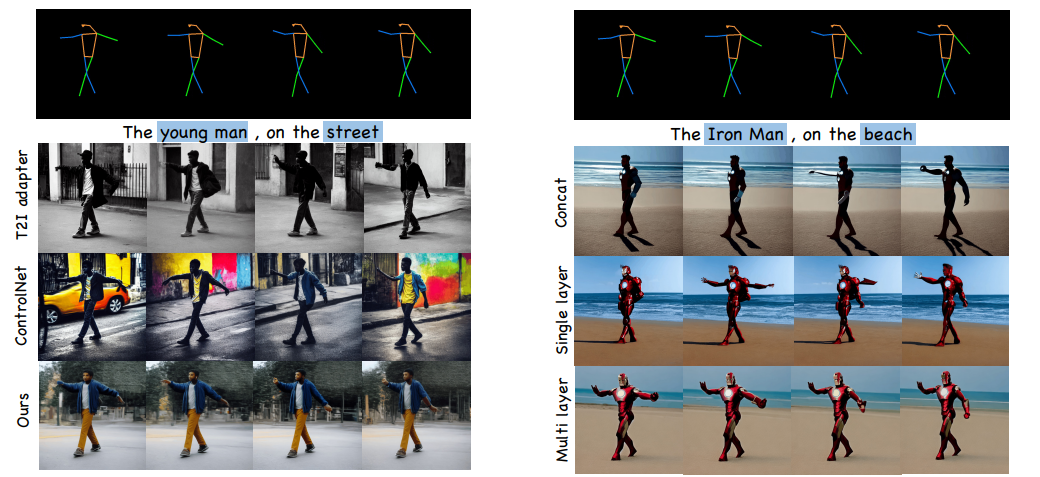 The young man , on the street
T2I adapter
ControlNet
Ours
The Iron Man , on the beach
Concat
Single layer
Multi layer